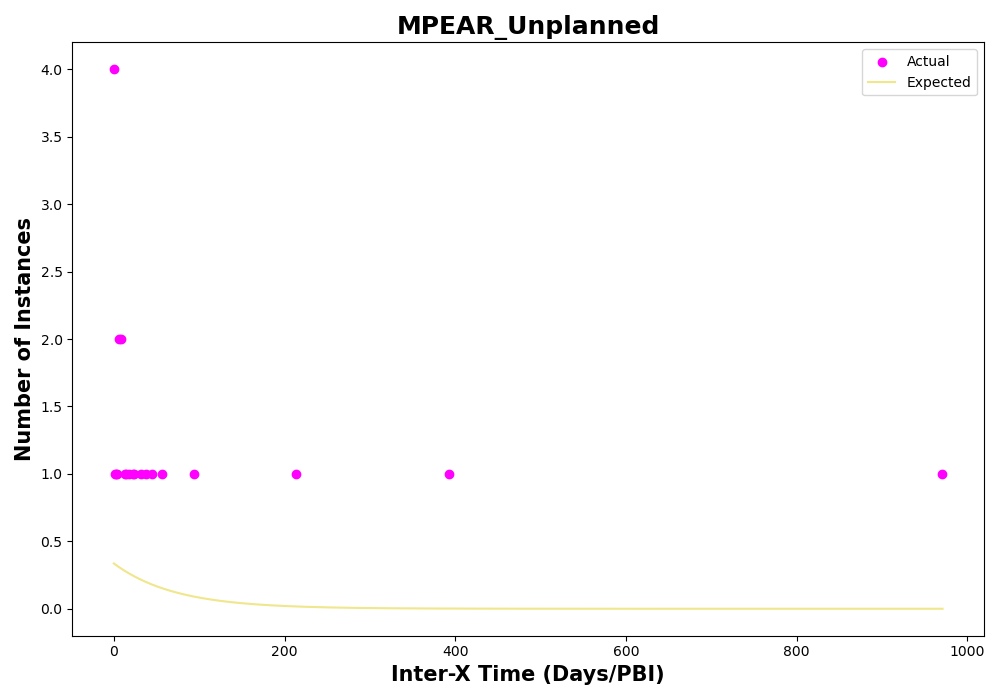 MPEAR_Unplanned
Actual
Expected
Number of Instances
4.0
3.5
3.0
2.5
2.0
1.5
1.0
0.5
0.0
0 200 400 600 800 1000
Inter-X Time (Days/PBI)